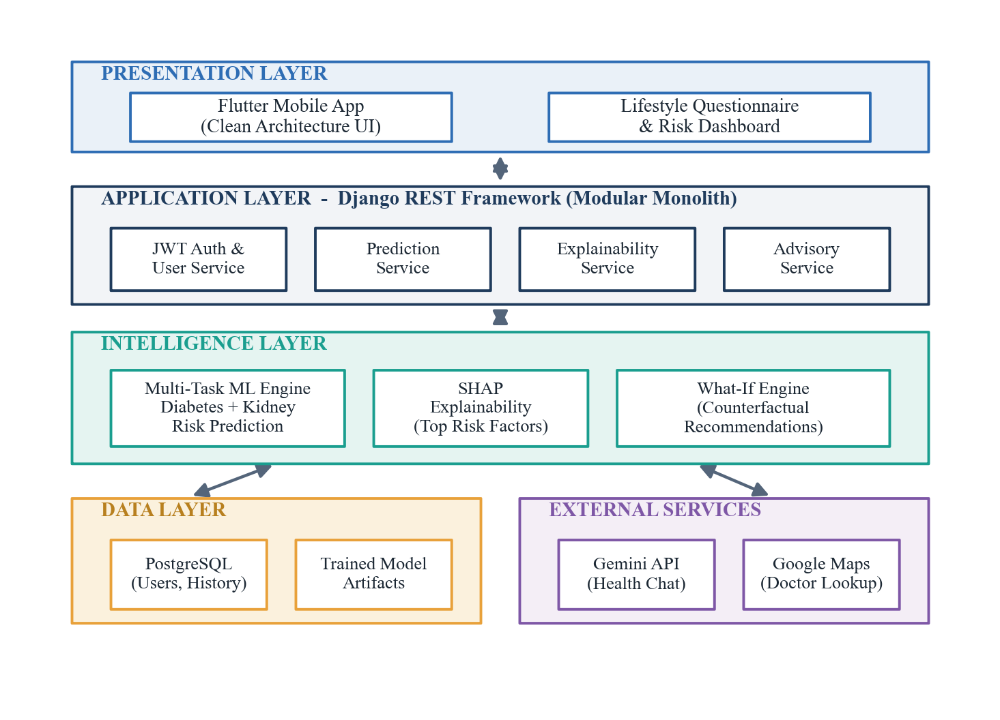 PRESENTATION LAYER
Flutter Mobile App
(Clean Architecture UI)
Lifestyle Questionnaire
& Risk Dashboard
APPLICATION LAYER - Django REST Framework (Modular Monolith)
JWT Auth &
User Service
Prediction
Service
Explainability
Service
Advisory
Service
INTELLIGENCE LAYER
Multi-Task ML Engine
Diabetes + Kidney
Risk Prediction
SHAP
Explainability
(Top Risk Factors)
What-If Engine
(Counterfactual
Recommendations)
DATA LAYER
PostgreSQL
(Users, History)
Trained Model
Artifacts
EXTERNAL SERVICES
Gemini API
(Health Chat)
Google Maps
(Doctor Lookup)